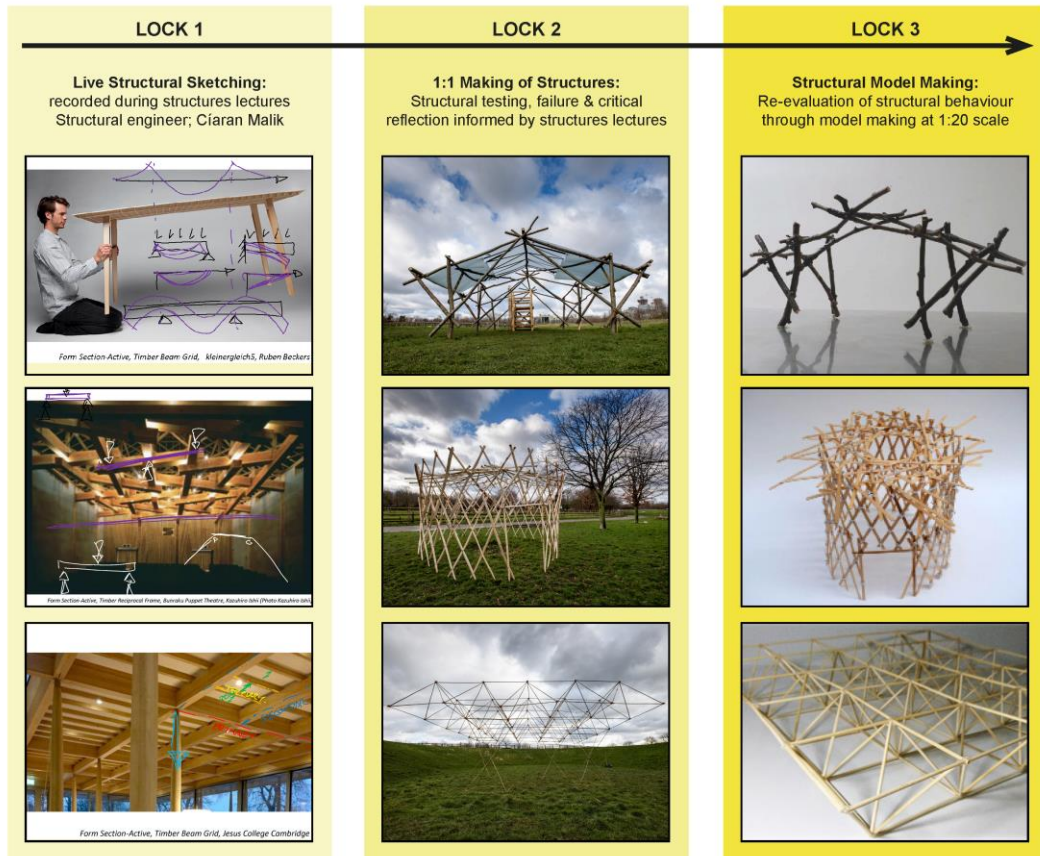 LOCK 1
Live Structural Sketching:
recorded during structures lectures
Structural engineer; Cíaran Malik
Form Section-Active, Timber Beam Grid, kleinergleich5, Ruben Beckers
Form Section-Active, Timber Reciprocal Frame, Bunraku Puppet Theatre, Kazuhiro Ishii (Photo Kazuhiro Ishii)
Form Section-Active, Timber Beam Grid, Jesus College Cambridge
LOCK 2
1:1 Making of Structures:
Structural testing, failure & critical
reflection informed by structures lectures
LOCK 3
Structural Model Making:
Re-evaluation of structural behaviour
through model making at 1:20 scale